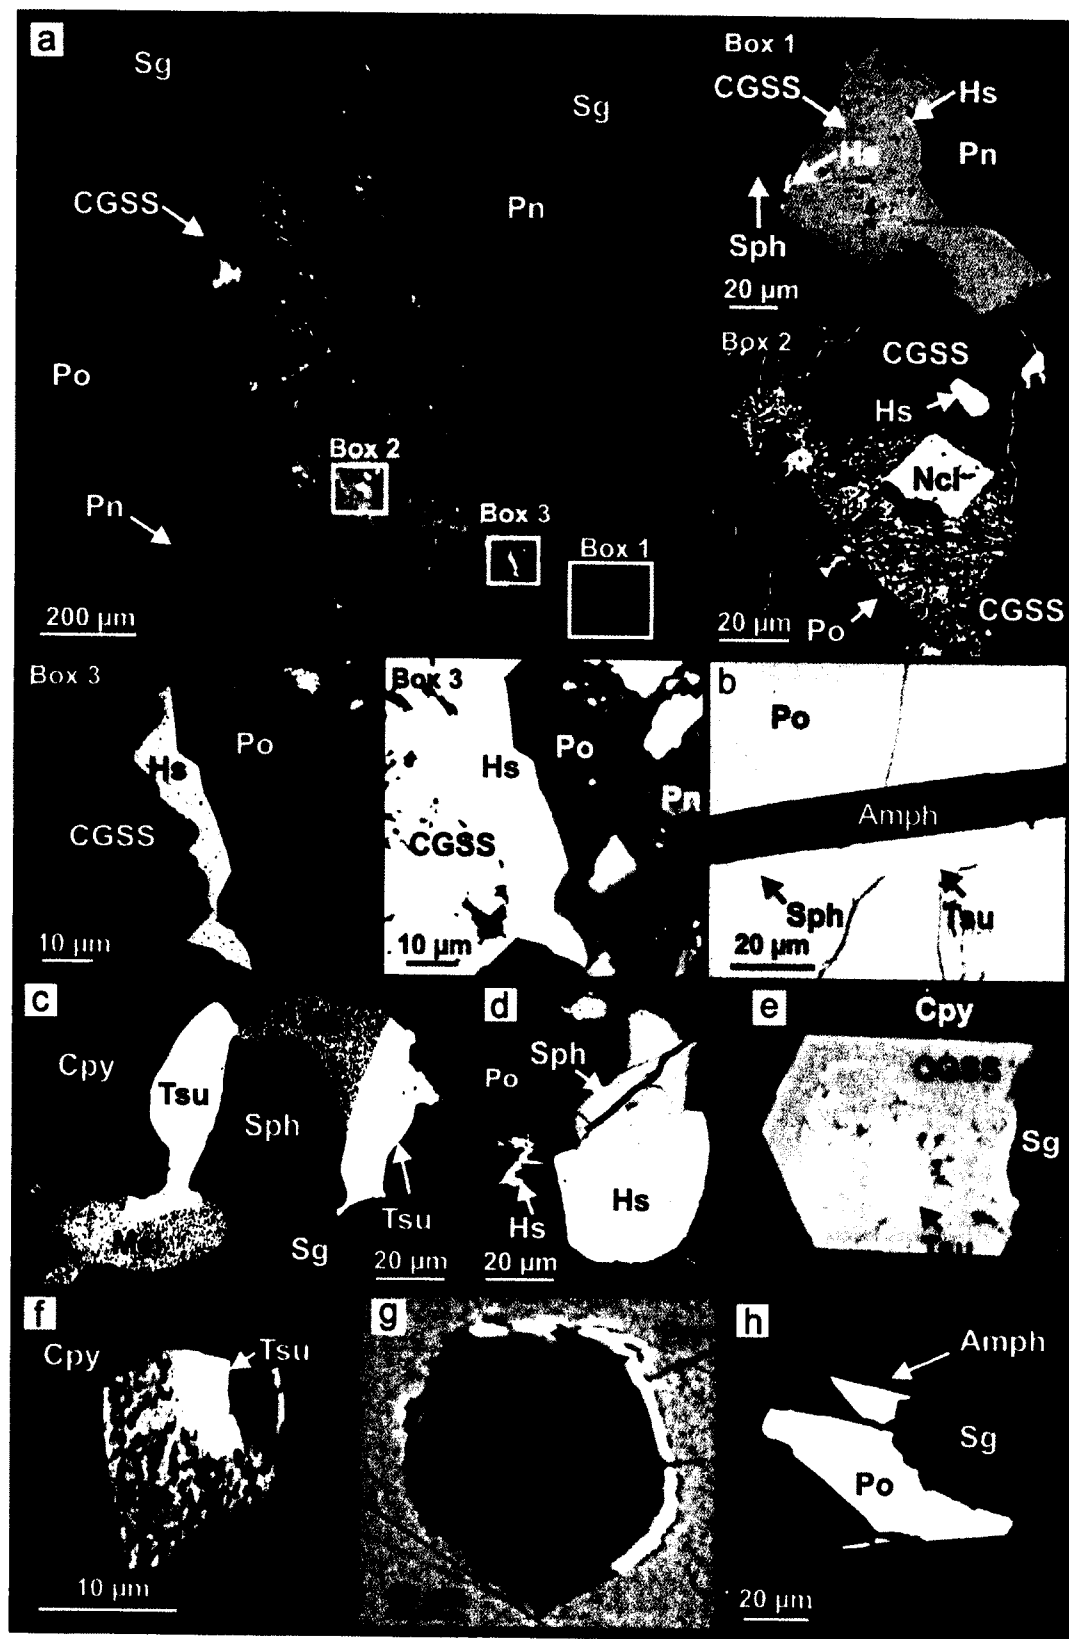 a
Sg
Sg
CGSS
Pn
Po
Box 2
Pn
Box 3
Box 1
200 µm
Box 1
CGSS
Hs
Hs
Pn
Sph
20 µm
Box 2
CGSS
Hs
Ncl
CGSS
Po
20 µm
Box 3
Hs
Po
CGSS
10 µm
Box 3
Po
Hs
Pn
CGSS
10 µm
b
Po
Amph
Sph
Tsu
20 µm
c
Cpy
Tsu
Sph
Tsu
Sg
20 µm
d
Sph
Po
Hs
Hs
20 µm
e
Cpy
CGSS
Sg
Tsu
f
Cpy
Tsu
10 µm
g
h
Amph
Sg
Po
20 µm